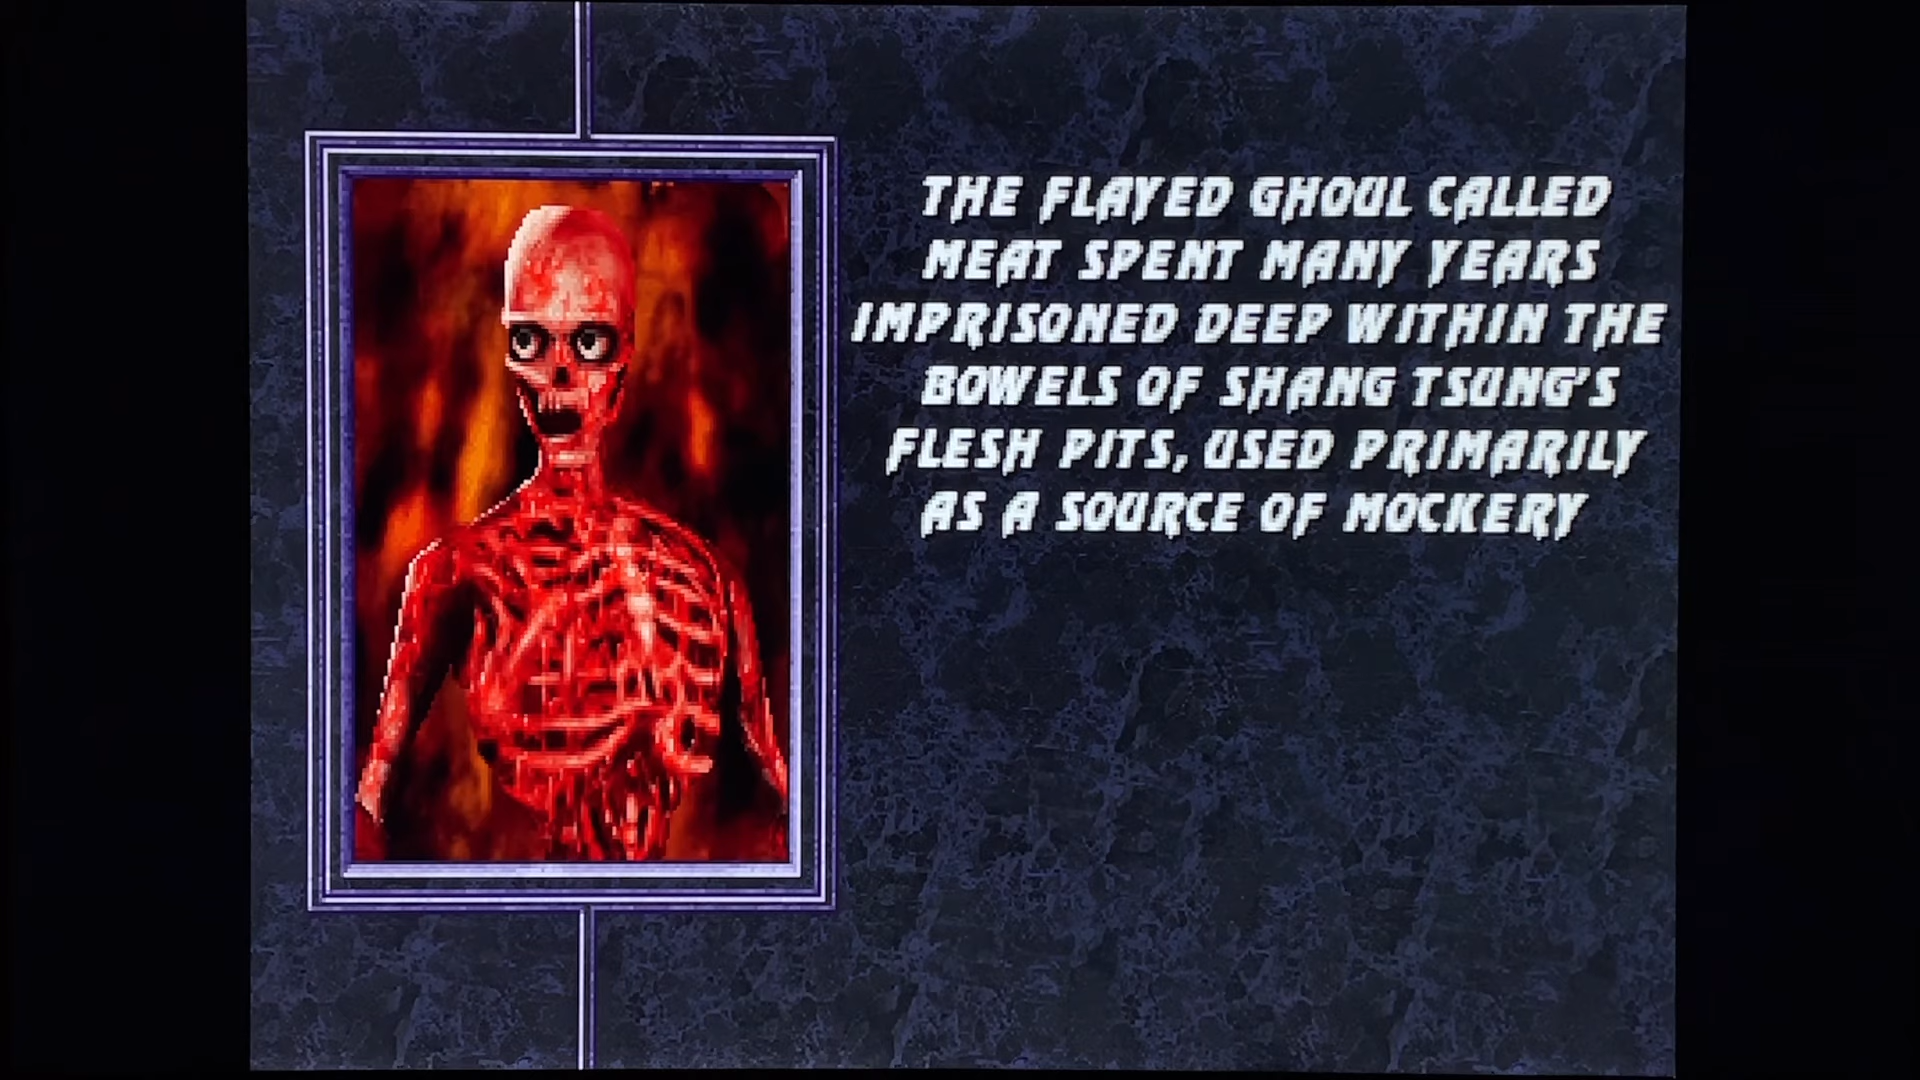 THE FLAYED GHOUL CALLED
MEAT SPENT MANY YEARS
IMPRISONED DEEP WITHIN THE
BOWELS OF SHANG TSUNG'S
FLESH PITS, USED PRIMARILY
AS A SOURCE OF MOCKERY